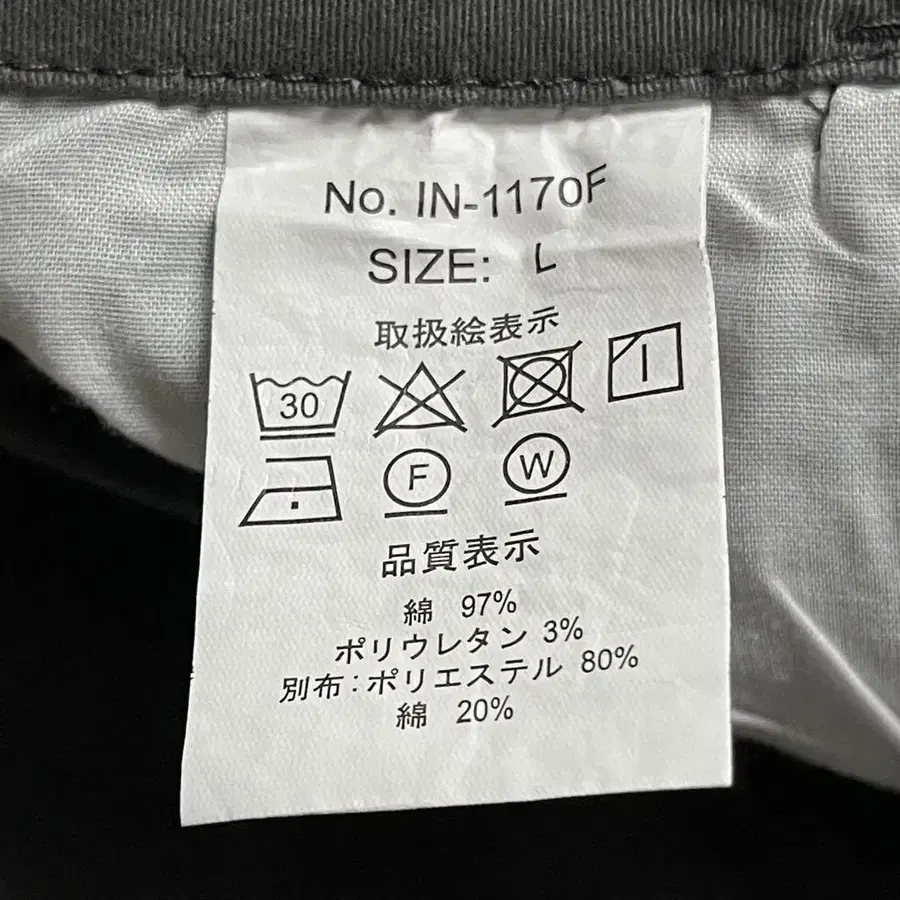 No. IN-1170F
SIZE: L
取扱絵表示
30
F W
品質表示
綿 97%
ポリウレタン 3%
別布:ポリエステル 80%
綿 20%